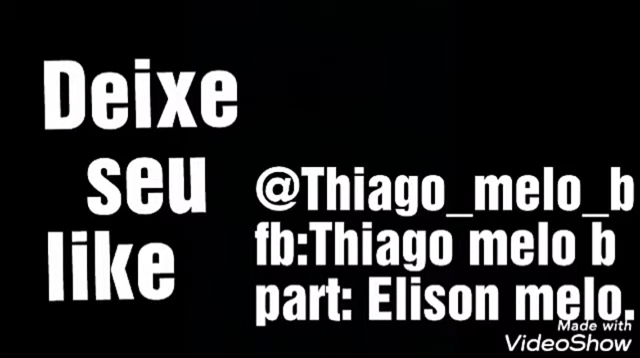 Deixe
seu
like
@Thiago_melo_b
fb:Thiago melo b
part: Elison melo.
Made with
VideoShow